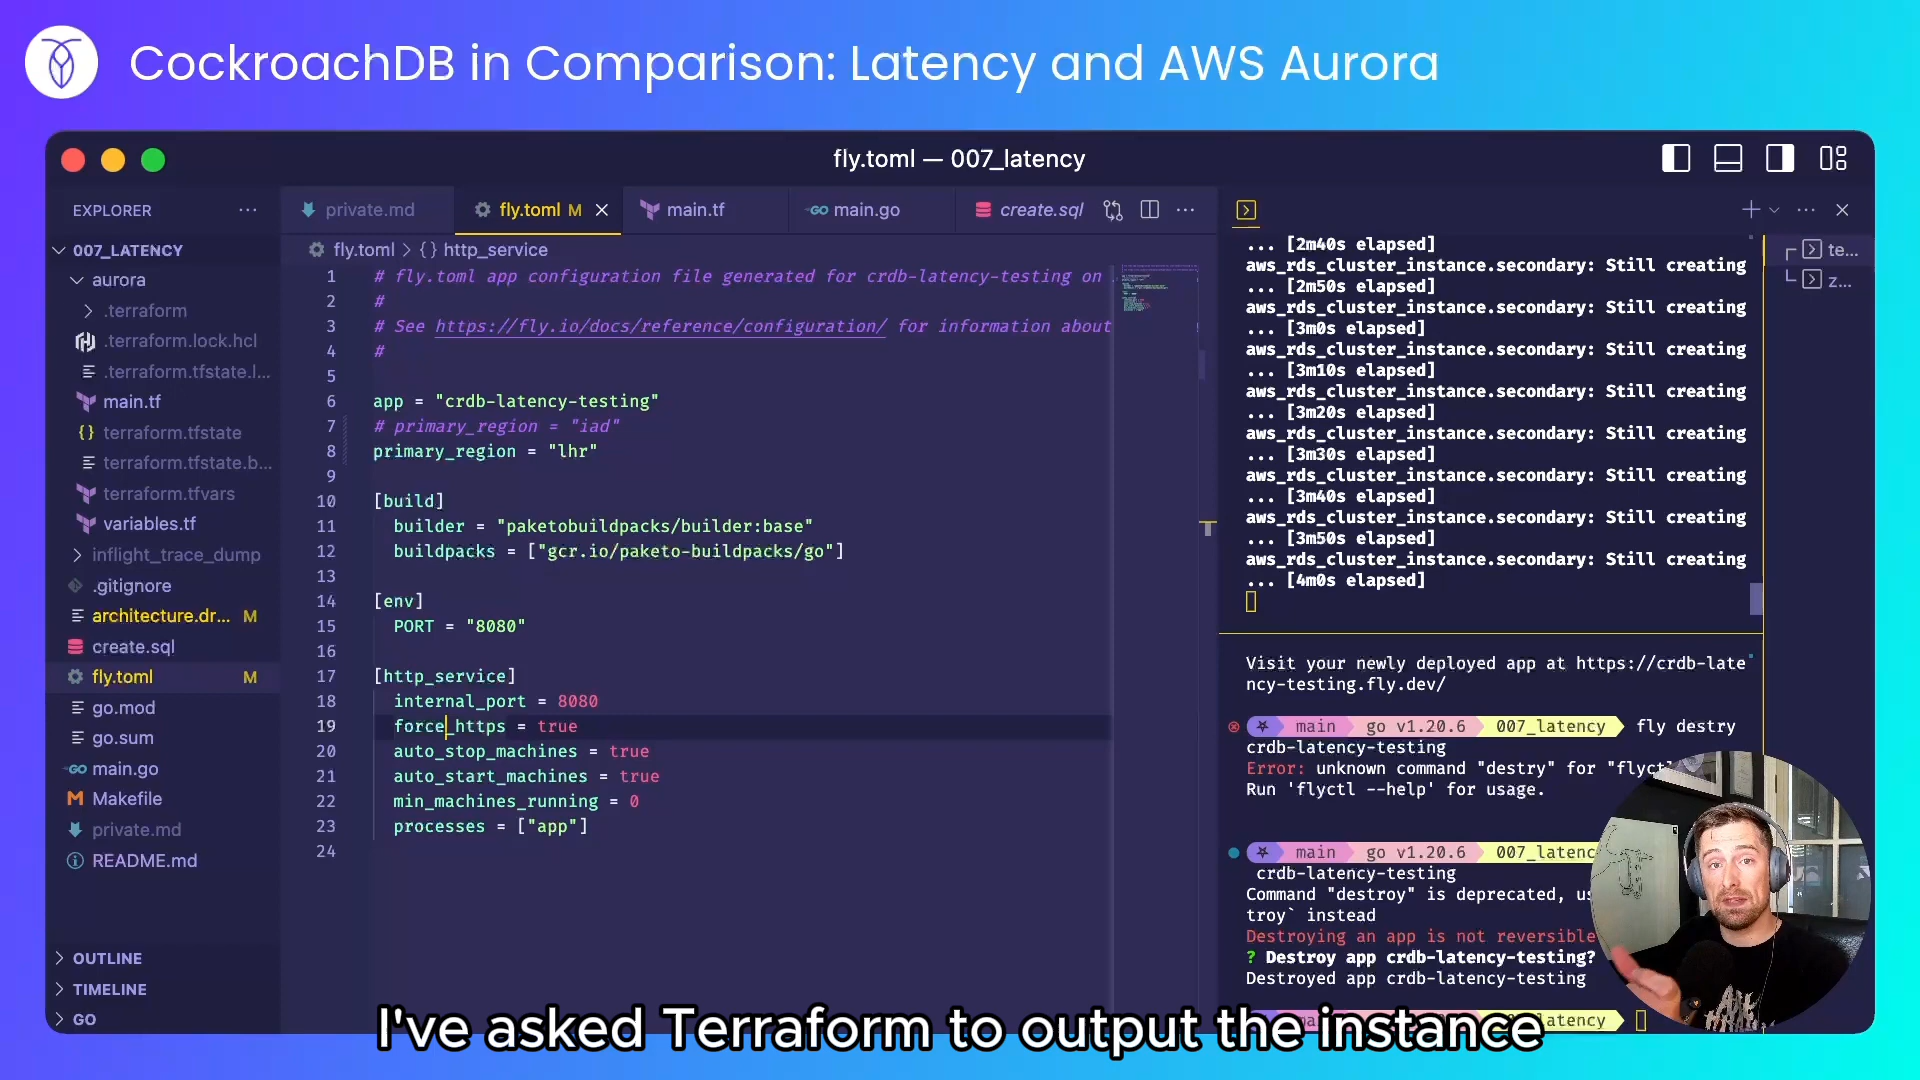 CockroachDB in Comparison: Latency and AWS Aurora
fly.toml — 007_latency
EXPLORER
007_LATENCY
aurora
.terraform
.terraform.lock.hcl
.terraform.tfstate.l...
main.tf
terraform.tfstate
terraform.tfstate.b...
terraform.tfvars
variables.tf
inflight_trace_dump
.gitignore
architecture.dr... M
create.sql
fly.toml M
go.mod
go.sum
main.go
Makefile
private.md
README.md
OUTLINE
TIMELINE
GO
private.md
fly.toml M
main.tf
main.go
create.sql
fly.toml > {} http_service
1 # fly.toml app configuration file generated for crdb-latency-testing on
2 #
3 # See https://fly.io/docs/reference/configuration/ for information about
4 #
5
6 app = "crdb-latency-testing"
7 # primary_region = "iad"
8 primary_region = "lhr"
9
10 [build]
11 builder = "paketobuildpacks/builder:base"
12 buildpacks = ["gcr.io/paketo-buildpacks/go"]
13
14 [env]
15 PORT = "8080"
16
17 [http_service]
18 internal_port = 8080
19 force_https = true
20 auto_stop_machines = true
21 auto_start_machines = true
22 min_machines_running = 0
23 processes = ["app"]
24
... [2m40s elapsed]
aws_rds_cluster_instance.secondary: Still creating
... [2m50s elapsed]
aws_rds_cluster_instance.secondary: Still creating
... [3m0s elapsed]
aws_rds_cluster_instance.secondary: Still creating
... [3m10s elapsed]
aws_rds_cluster_instance.secondary: Still creating
... [3m20s elapsed]
aws_rds_cluster_instance.secondary: Still creating
... [3m30s elapsed]
aws_rds_cluster_instance.secondary: Still creating
... [3m40s elapsed]
aws_rds_cluster_instance.secondary: Still creating
... [3m50s elapsed]
aws_rds_cluster_instance.secondary: Still creating
... [4m0s elapsed]
te...
z...
Visit your newly deployed app at https://crdb-late
ncy-testing.fly.dev/
main go v1.20.6 007_latency fly destry
crdb-latency-testing
Error: unknown command "destry" for "flyctl
Run 'flyctl --help' for usage.
main go v1.20.6 007_latenc
crdb-latency-testing
Command "destroy" is deprecated, us
troy` instead
Destroying an app is not reversible
? Destroy app crdb-latency-testing?
Destroyed app crdb-latency-testing
latency
I've asked Terraform to output the instance